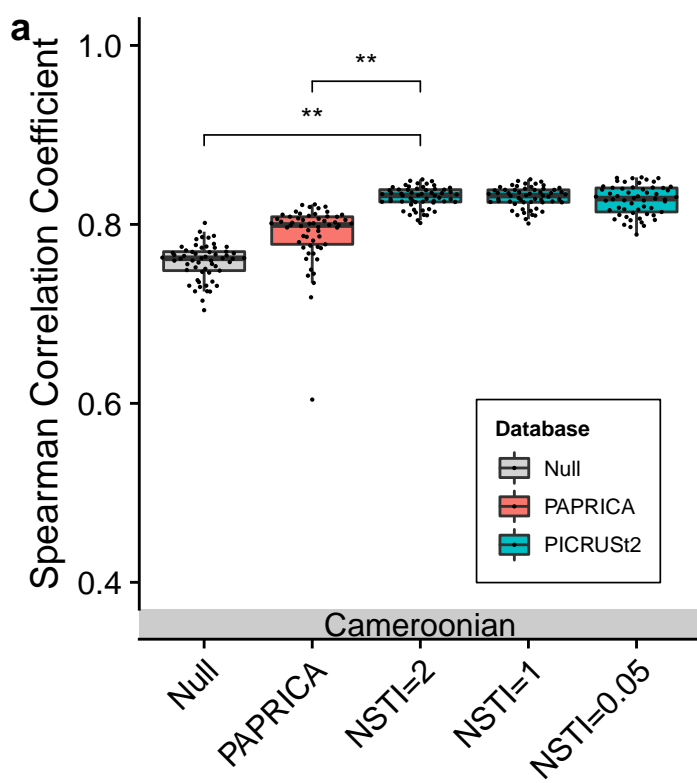 a
Spearman Correlation Coefficient
1.0
0.8
0.6
0.4
**
**
Database
Null
PAPRICA
PICRUSt2
Cameroonian
Null
PAPRICA
NSTI=2
NSTI=1
NSTI=0.05